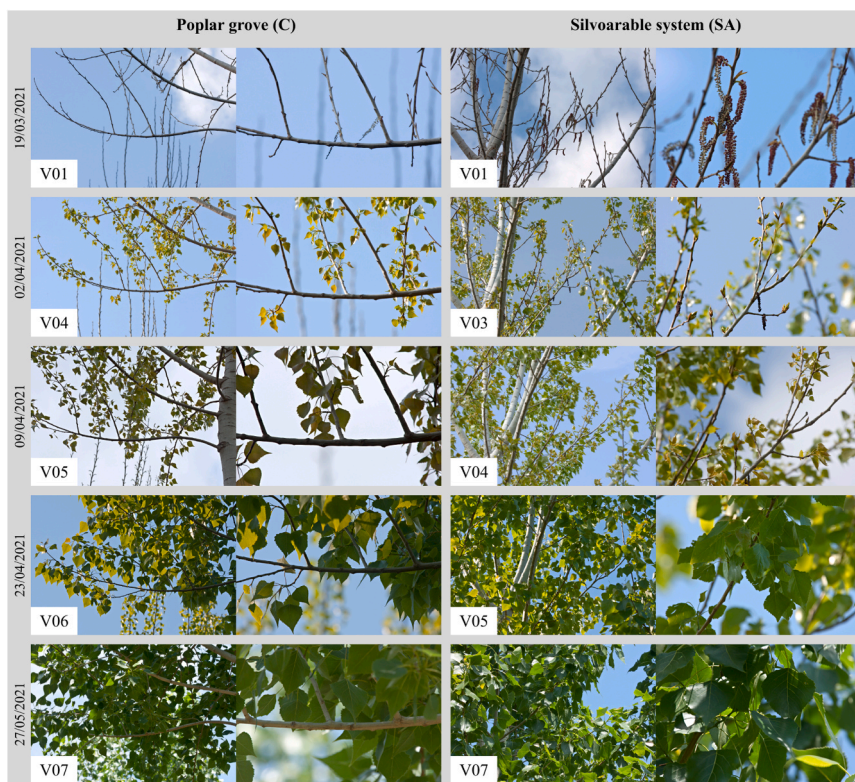 Poplar grove (C)
Silvoarable system (SA)
19/03/2021
V01
V01
02/04/2021
V04
V03
09/04/2021
V05
V04
23/04/2021
V06
V05
27/05/2021
V07
V07